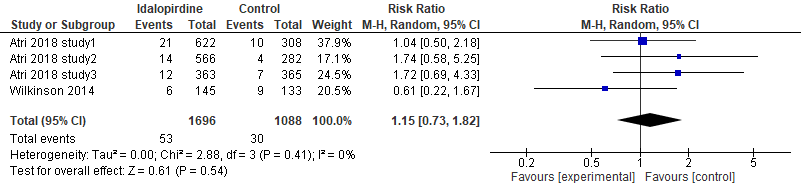 Idalopirdine Control Risk Ratio Risk Ratio
Study or Subgroup Events Total Events Total Weight M-H, Random, 95% CI M-H, Random, 95% CI
Atri 2018 study1 21 622 10 308 37.9% 1.04 [0.50, 2.18]
Atri 2018 study2 14 566 4 282 17.1% 1.74 [0.58, 5.25]
Atri 2018 study3 12 363 7 365 24.5% 1.72 [0.69, 4.33]
Wilkinson 2014 6 145 9 133 20.5% 0.61 [0.22, 1.67]
Total (95% CI) 1696 1088 100.0% 1.15 [0.73, 1.82]
Total events 53 30
Heterogeneity: Tau² = 0.00; Chi² = 2.88, df = 3 (P = 0.41); I² = 0%
Test for overall effect: Z = 0.61 (P = 0.54)
0.2 0.5 1 2 5
Favours [experimental] Favours [control]